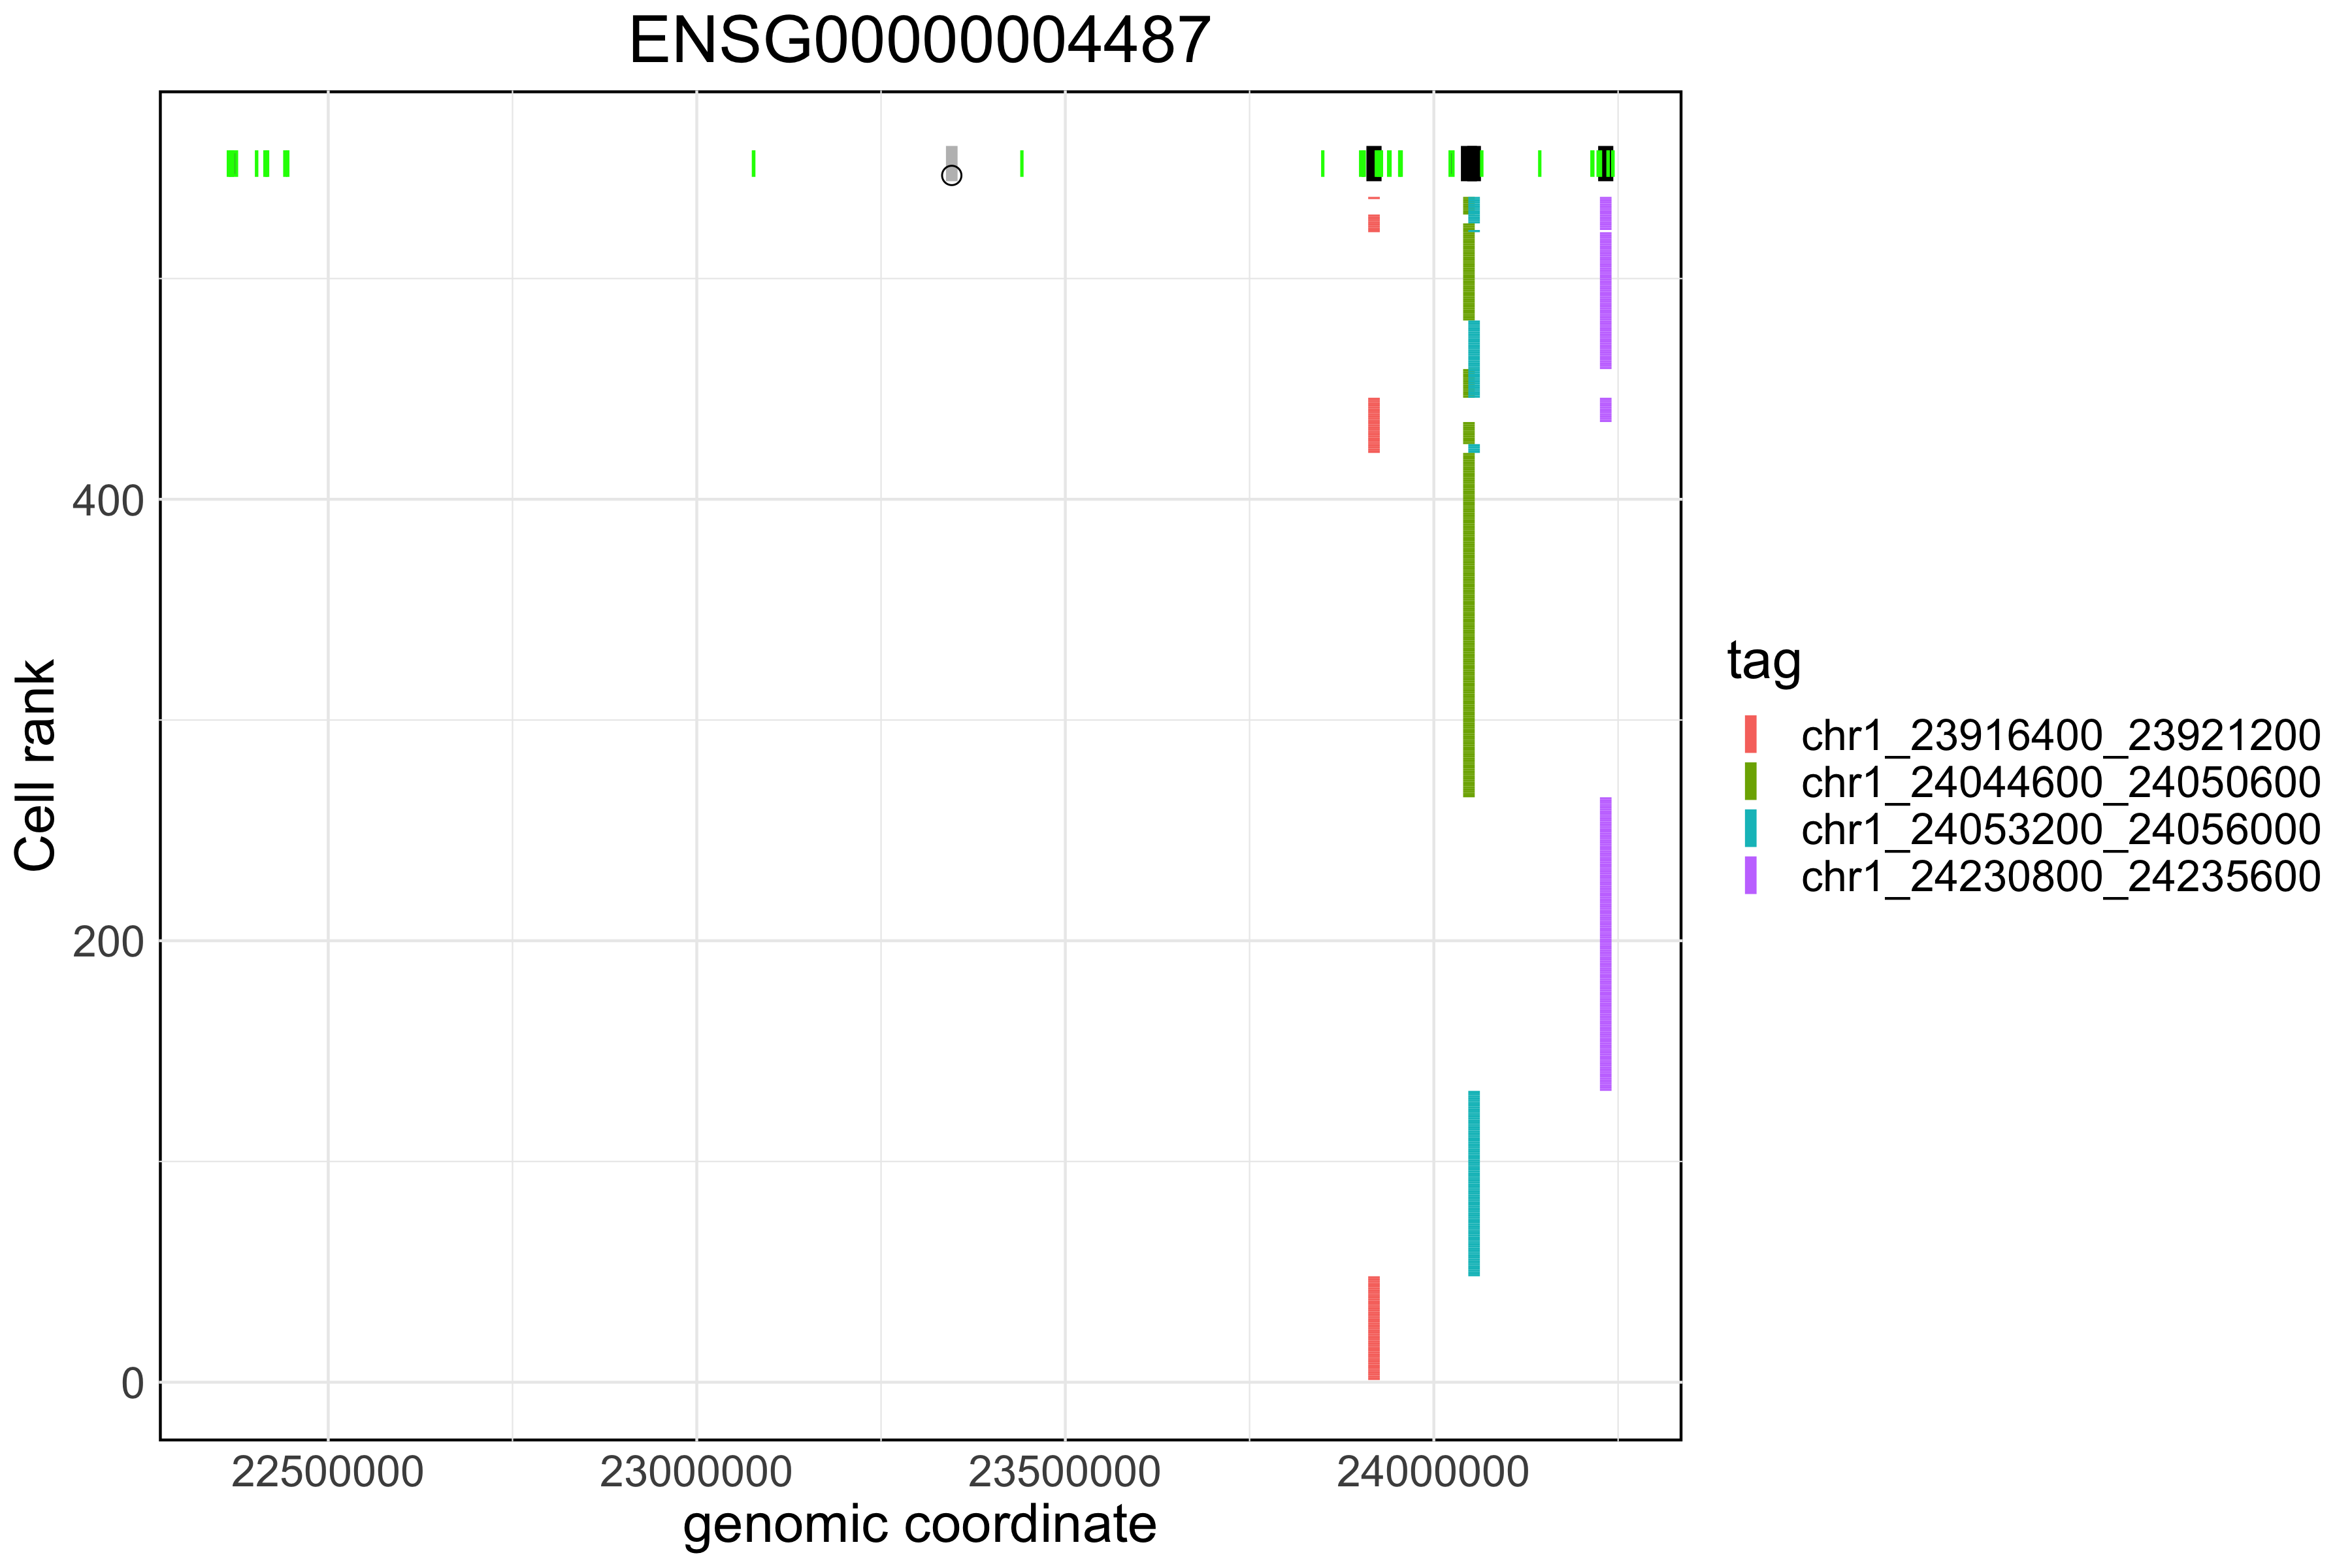 ENSG00000004487
Cell rank
400
200
0
22500000 23000000 23500000 24000000
genomic coordinate
tag
chr1_23916400_23921200
chr1_24044600_24050600
chr1_24053200_24056000
chr1_24230800_24235600